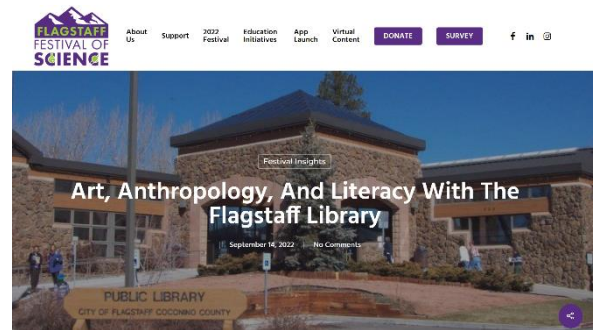 FLAGSTAFF
FESTIVAL OF
SCIENCE
About
Us
Support
2022
Festival
Education
Initiatives
App
Launch
Virtual
Content
DONATE
SURVEY
Festival Insights
Art, Anthropology, And Literacy With The
Flagstaff Library
September 14, 2022 No Comments
PUBLIC LIBRARY
CITY OF FLAGSTAFF COCONINO COUNTY